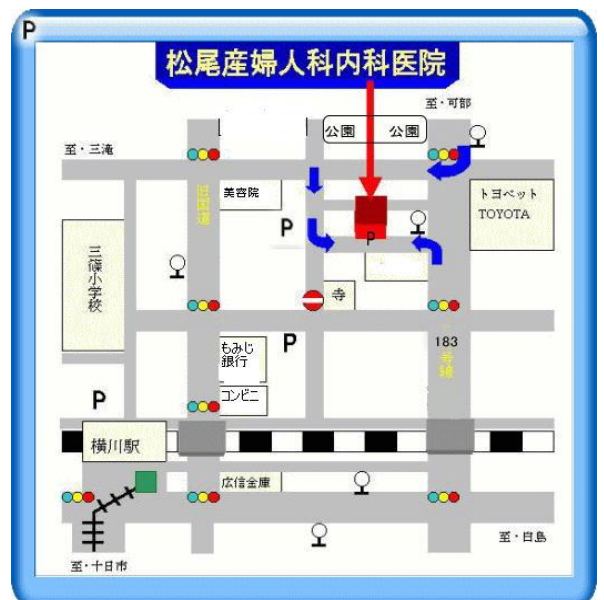 P
松尾産婦人科内科医院
至・可部
公園 公園
至・三滝
旧国道
美容院
トヨペット
TOYOTA
P
P
三篠小学校
寺
183
号線
もみじ
銀行
P
コンビニ
P
横川駅
広信金庫
至・白島
至・十日市